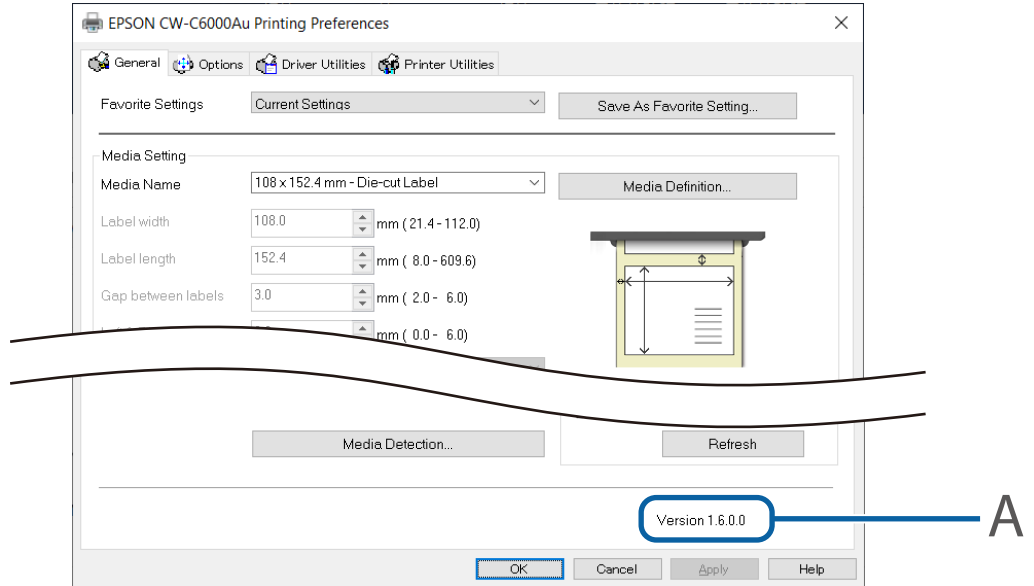 EPSON CW-C6000Au Printing Preferences
General Options Driver Utilities Printer Utilities
Favorite Settings Current Settings Save As Favorite Setting...
Media Setting
Media Name 108 x 152.4 mm - Die-cut Label Media Definition...
Label width 108.0 mm ( 21.4 - 112.0)
Label length 152.4 mm ( 8.0 - 609.6)
Gap between labels 3.0 mm ( 2.0 - 6.0)
mm ( 0.0 - 6.0)
Media Detection... Refresh
Version 1.6.0.0 A
OK Cancel Apply Help